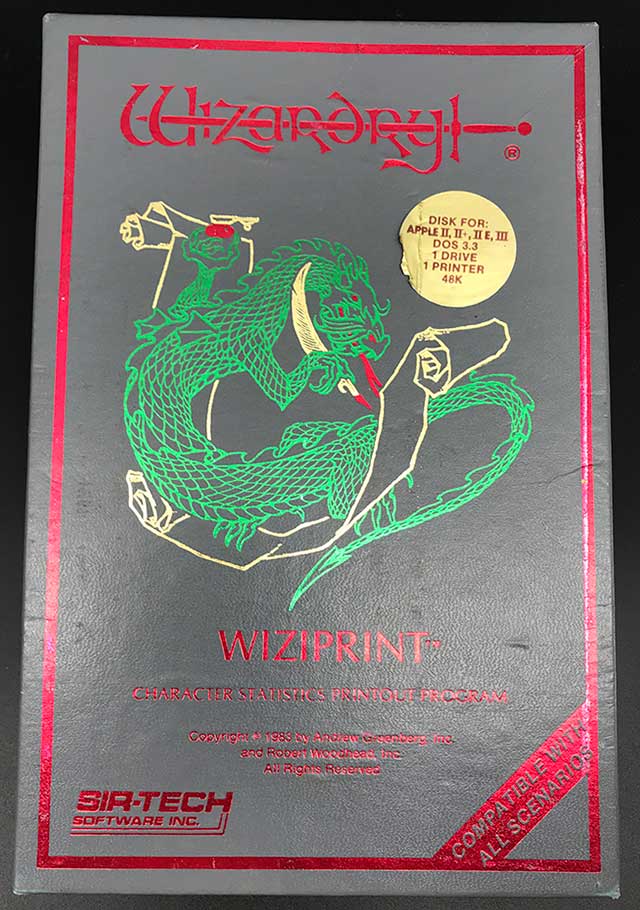 Wizardry
®
DISK FOR:
APPLE II, II+, II E, III
DOS 3.3
1 DRIVE
1 PRINTER
48K
WIZIPRINT™
CHARACTER STATISTICS PRINTOUT PROGRAM
Copyright © 1983 by Andrew Greenberg, Inc.
and Robert Woodhead, Inc.
All Rights Reserved
SIR-TECH
SOFTWARE INC.
COMPATIBLE WITH
ALL SCENARIOS